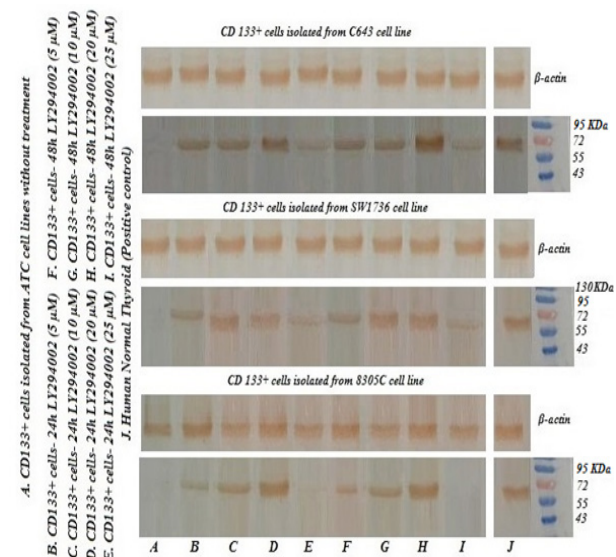 A. CD133+ cells isolated from ATC cell lines without treatment
B. CD133+ cells- 24h LY294002 (5 µM)
F. CD133+ cells- 48h LY294002 (5 µM)
C. CD133+ cells- 24h LY294002 (10 µM)
G. CD133+ cells- 48h LY294002 (10 µM)
D. CD133+ cells- 24h LY294002 (20 µM)
H. CD133+ cells- 48h LY294002 (20 µM)
E. CD133+ cells- 24h LY294002 (25 µM)
I. CD133+ cells- 48h LY294002 (25 µM)
J. Human Normal Thyroid (Positive control)
CD 133+ cells isolated from C643 cell line
β-actin
95 KDa
72
55
43
CD 133+ cells isolated from SW1736 cell line
β-actin
130KDa
95
72
55
43
CD 133+ cells isolated from 8305C cell line
β-actin
95 KDa
72
55
43
A B C D E F G H I J